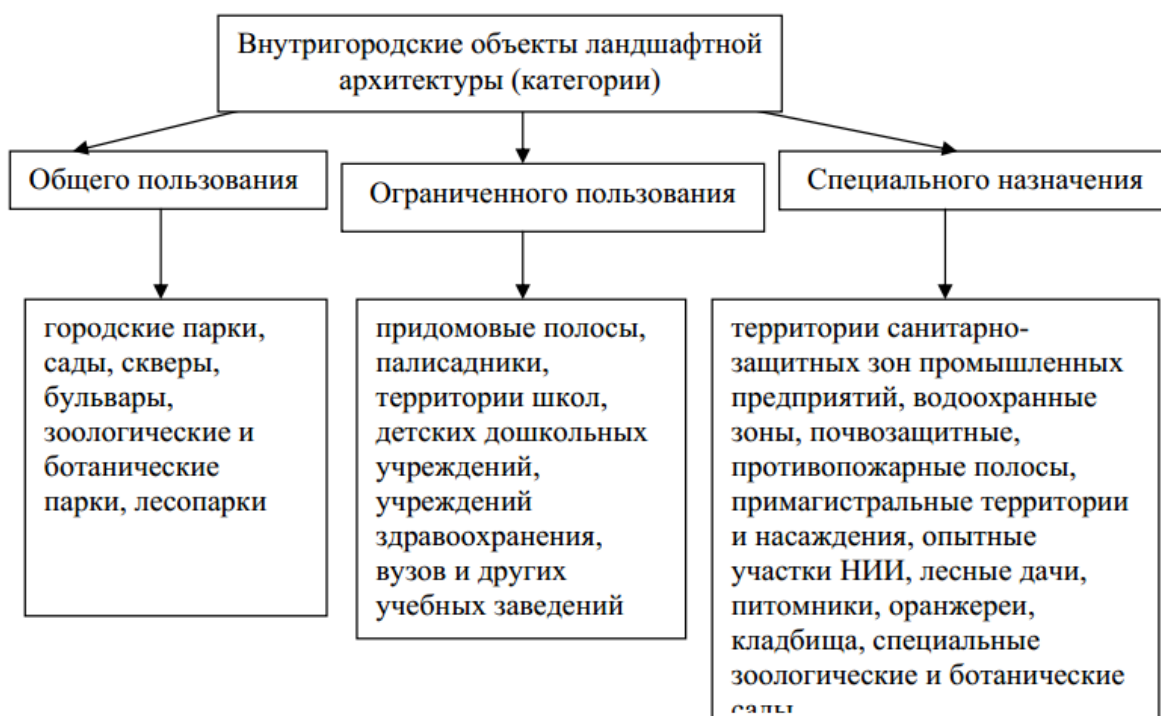 Внутригородские объекты ландшафтной
архитектуры (категории)
Общего пользования
Ограниченного пользования
Специального назначения
городские парки,
сады, скверы,
бульвары,
зоологические и
ботанические
парки, лесопарки
придомовые полосы,
палисадники,
территории школ,
детских дошкольных
учреждений,
учреждений
здравоохранения,
вузов и других
учебных заведений
территории санитарно-
защитных зон промышленных
предприятий, водоохранные
зоны, почвозащитные,
противопожарные полосы,
примагистральные территории
и насаждения, опытные
участки НИИ, лесные дачи,
питомники, оранжереи,
кладбища, специальные
зоологические и ботанические
сады